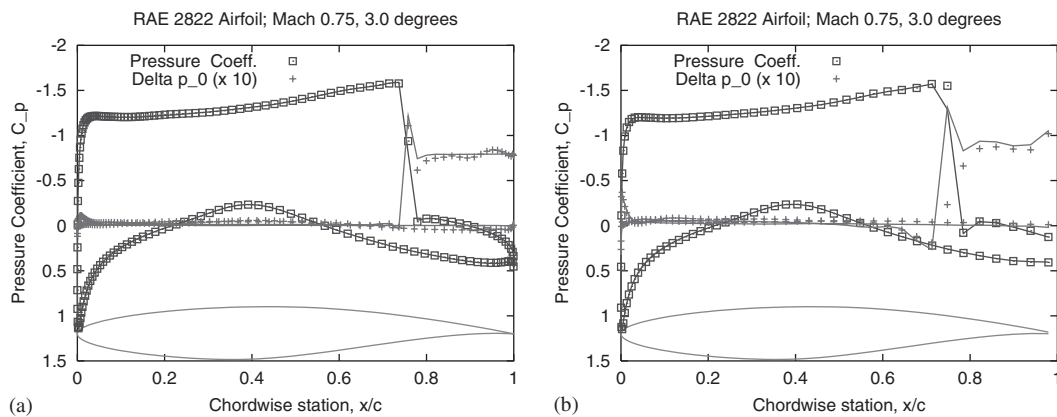 RAE 2822 Airfoil; Mach 0.75, 3.0 degrees
-2
-1.5
-1
-0.5
0
0.5
1
1.5
Pressure Coefficient, C_p
Pressure Coeff.
Delta p_0 (x 10)
0
0.2
0.4
0.6
0.8
1
Chordwise station, x/c
(a)
RAE 2822 Airfoil; Mach 0.75, 3.0 degrees
-2
-1.5
-1
-0.5
0
0.5
1
1.5
Pressure Coefficient, C_p
Pressure Coeff.
Delta p_0 (x 10)
0
0.2
0.4
0.6
0.8
1
Chordwise station, x/c
(b)